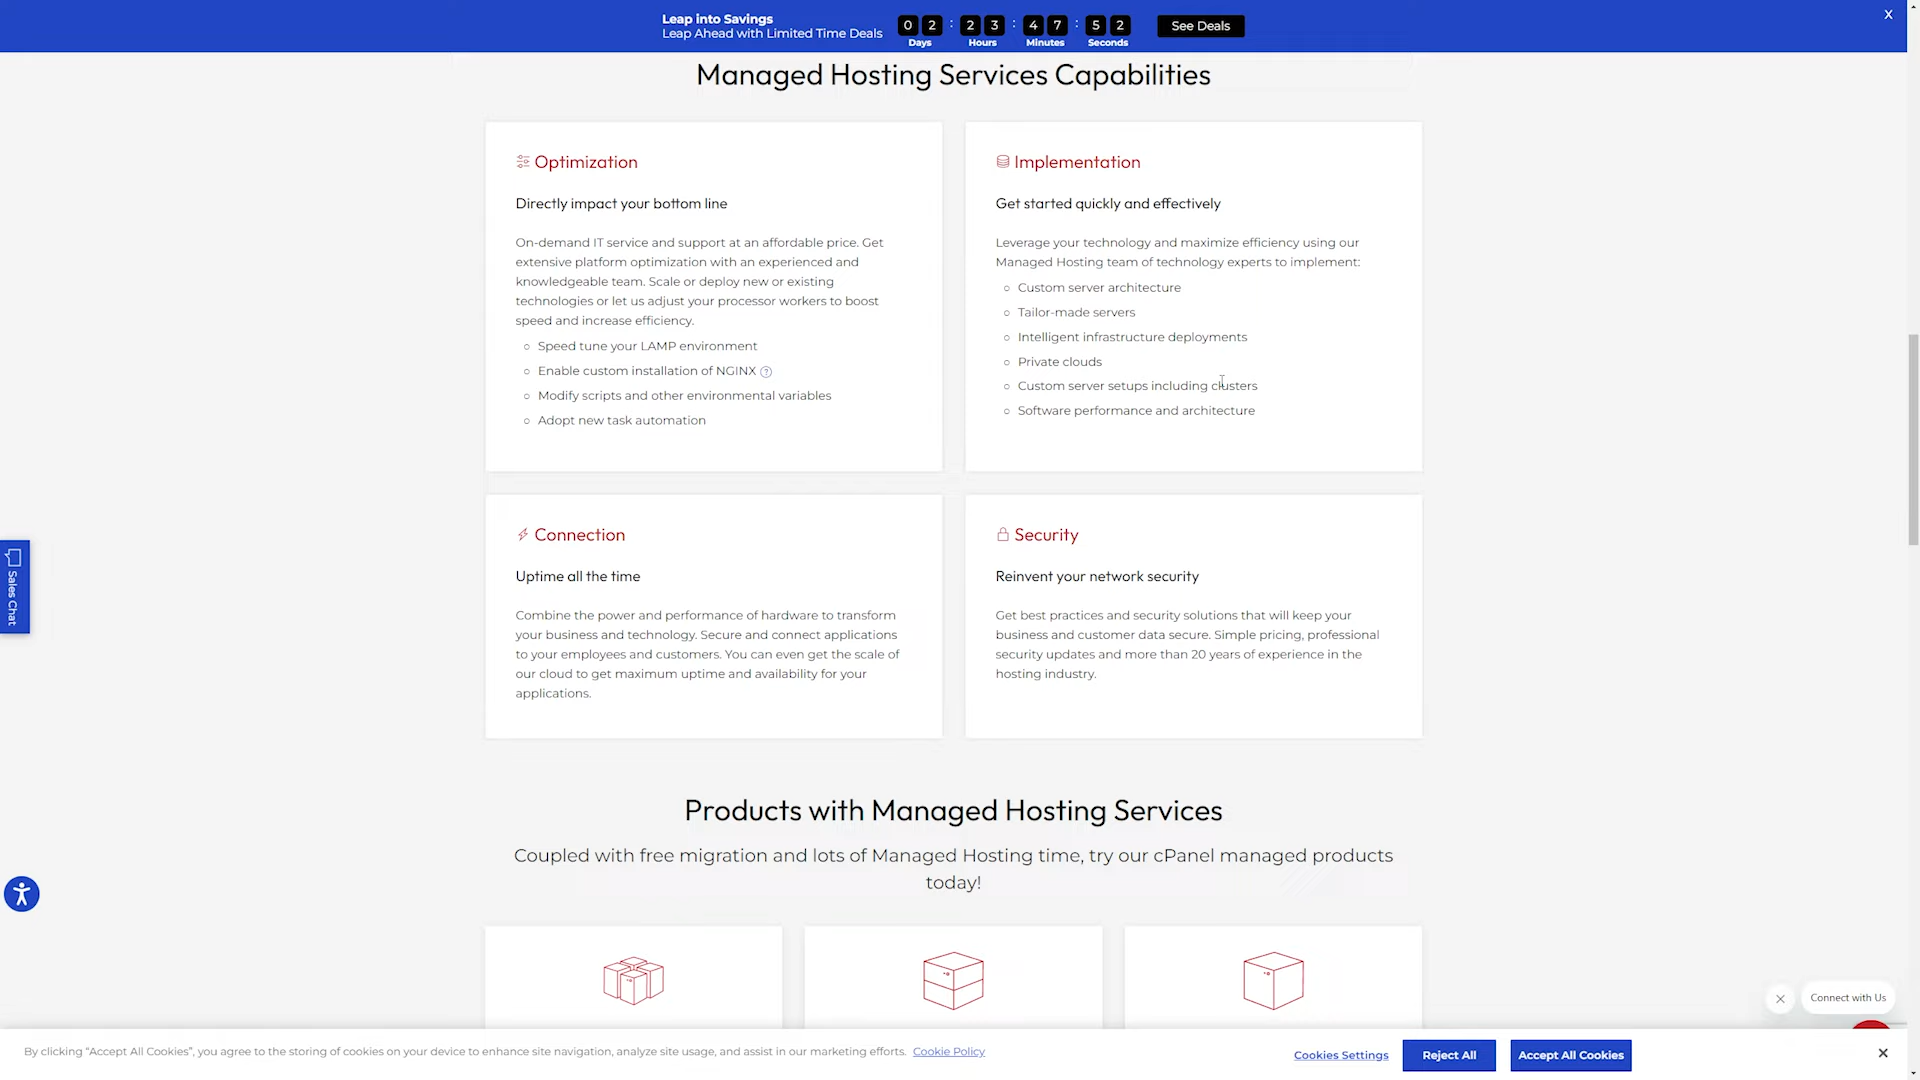 Leap into Savings
Leap Ahead with Limited Time Deals
0 2 : 2 3 : 4 7 : 5 2
Days Hours Minutes Seconds
See Deals
X
Managed Hosting Services Capabilities
Optimization
Directly impact your bottom line
On-demand IT service and support at an affordable price. Get
extensive platform optimization with an experienced and
knowledgeable team. Scale or deploy new or existing
technologies or let us adjust your processor workers to boost
speed and increase efficiency.
Speed tune your LAMP environment
Enable custom installation of NGINX ?
Modify scripts and other environmental variables
Adopt new task automation
Implementation
Get started quickly and effectively
Leverage your technology and maximize efficiency using our
Managed Hosting team of technology experts to implement:
Custom server architecture
Tailor-made servers
Intelligent infrastructure deployments
Private clouds
Custom server setups including clusters
Software performance and architecture
Connection
Uptime all the time
Combine the power and performance of hardware to transform
your business and technology. Secure and connect applications
to your employees and customers. You can even get the scale of
our cloud to get maximum uptime and availability for your
applications.
Security
Reinvent your network security
Get best practices and security solutions that will keep your
business and customer data secure. Simple pricing, professional
security updates and more than 20 years of experience in the
hosting industry.
Sales Chat
Products with Managed Hosting Services
Coupled with free migration and lots of Managed Hosting time, try our cPanel managed products
today!
Connect with Us
By clicking “Accept All Cookies”, you agree to the storing of cookies on your device to enhance site navigation, analyze site usage, and assist in our marketing efforts. Cookie Policy
Cookies Settings
Reject All
Accept All Cookies